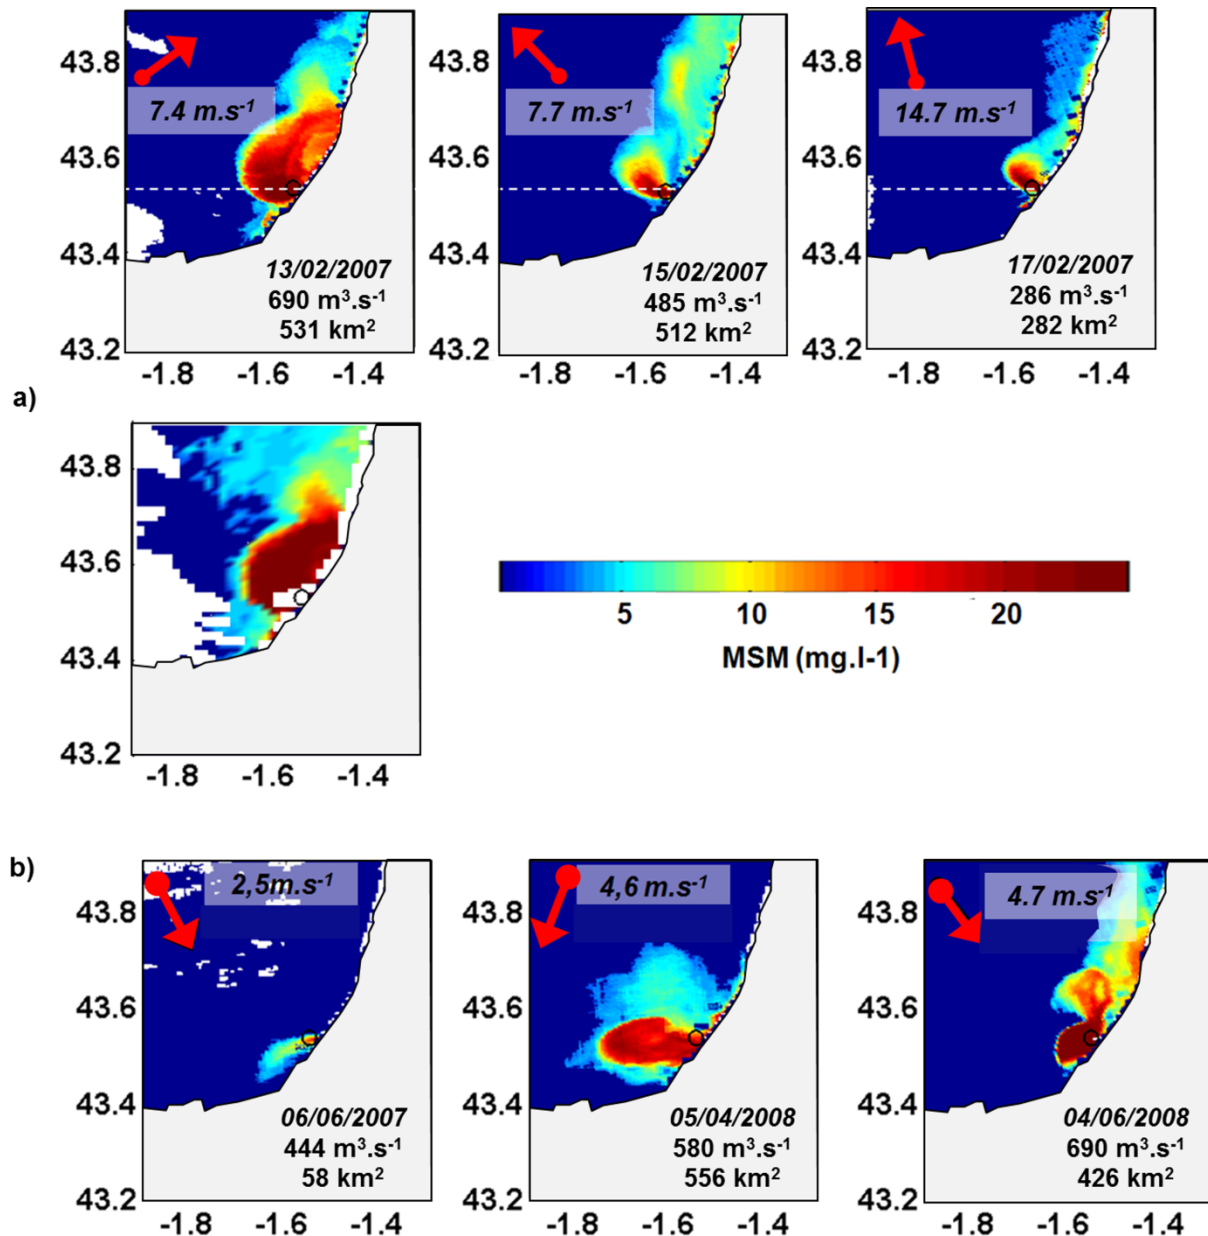 43.8
43.6
43.4
43.2
-1.8 -1.6 -1.4
7.4 m.s-1
13/02/2007
690 m3.s-1
531 km2
43.8
43.6
43.4
43.2
-1.8 -1.6 -1.4
7.7 m.s-1
15/02/2007
485 m3.s-1
512 km2
43.8
43.6
43.4
43.2
-1.8 -1.6 -1.4
14.7 m.s-1
17/02/2007
286 m3.s-1
282 km2
a)
43.8
43.6
43.4
43.2
-1.8 -1.6 -1.4
5 10 15 20
MSM (mg.l-1)
b)
43.8
43.6
43.4
43.2
-1.8 -1.6 -1.4
2,5m.s-1
06/06/2007
444 m3.s-1
58 km2
43.8
43.6
43.4
43.2
-1.8 -1.6 -1.4
4,6 m.s-1
05/04/2008
580 m3.s-1
556 km2
43.8
43.6
43.4
43.2
-1.8 -1.6 -1.4
4.7 m.s-1
04/06/2008
690 m3.s-1
426 km2